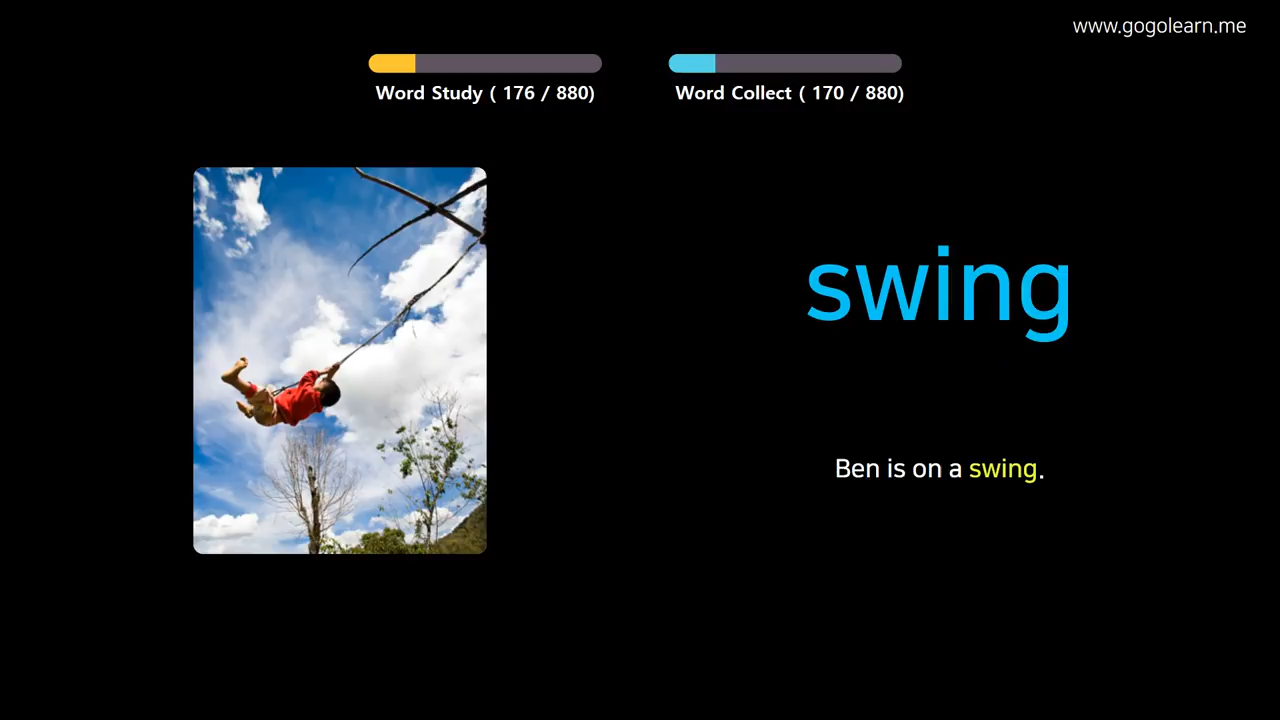 www.gogolearn.me
Word Study ( 176 / 880)
Word Collect ( 170 / 880)
swing
Ben is on a swing.